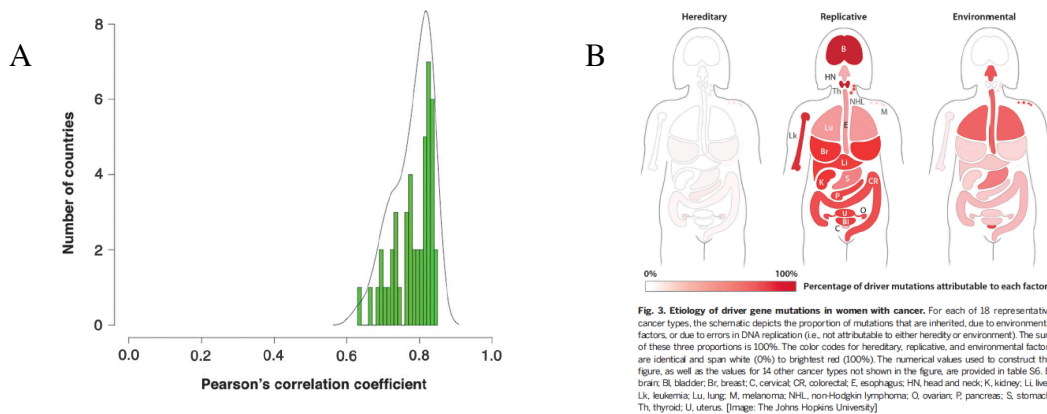 A
Number of countries
8
6
4
2
0
0.0
0.2
0.4
0.6
0.8
1.0
Pearson's correlation coefficient
B
Hereditary
Replicative
Environmental
B
HN
Th
NHL
M
Lk
Lu
E
Br
Li
K
S
CR
P
U
O
Bl
C
0%
100%
Percentage of driver mutations attributable to each factor
Fig. 3. Etiology of driver gene mutations in women with cancer. For each of 18 representativ
cancer types, the schematic depicts the proportion of mutations that are inherited, due to environment
factors, or due to errors in DNA replication (i.e., not attributable to either heredity or environment). The sum
of these three proportions is 100%. The color codes for hereditary, replicative, and environmental factor
are identical and span white (0%) to brightest red (100%). The numerical values used to construct th
figure, as well as the values for 14 other cancer types not shown in the figure, are provided in table S6.
brain; Bl, bladder; Br, breast; C, cervical; CR, colorectal; E, esophagus; HN, head and neck; K, kidney; Li, live
Lk, leukemia; Lu, lung; M, melanoma; NHL, non-Hodgkin lymphoma; O, ovarian; P, pancreas; S, stomach
Th, thyroid; U, uterus. [Image: The Johns Hopkins University]